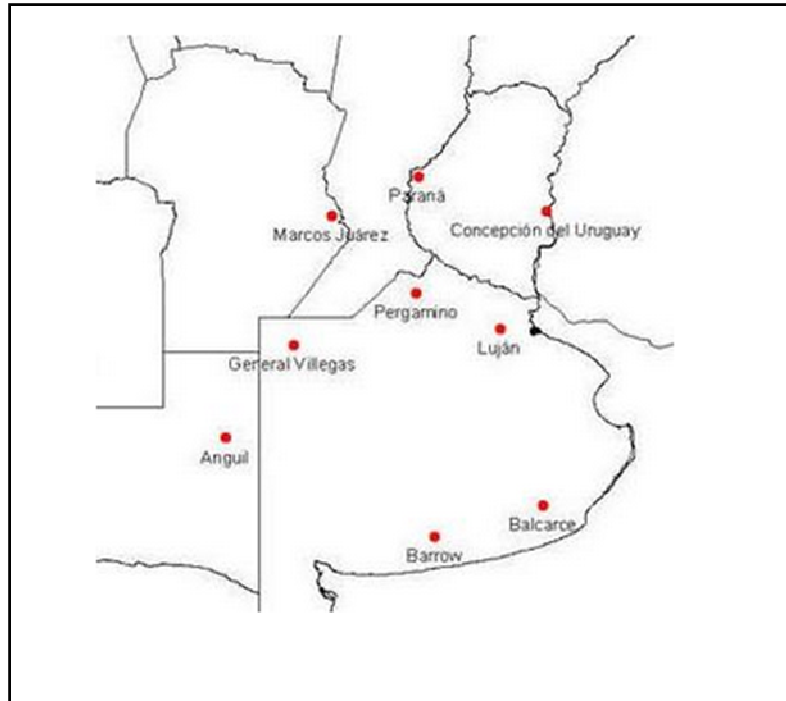 Paraná
Marcos Juárez
Concepción del Uruguay
Pergamino
Luján
General Villegas
Anguil
Balcarce
Barrow